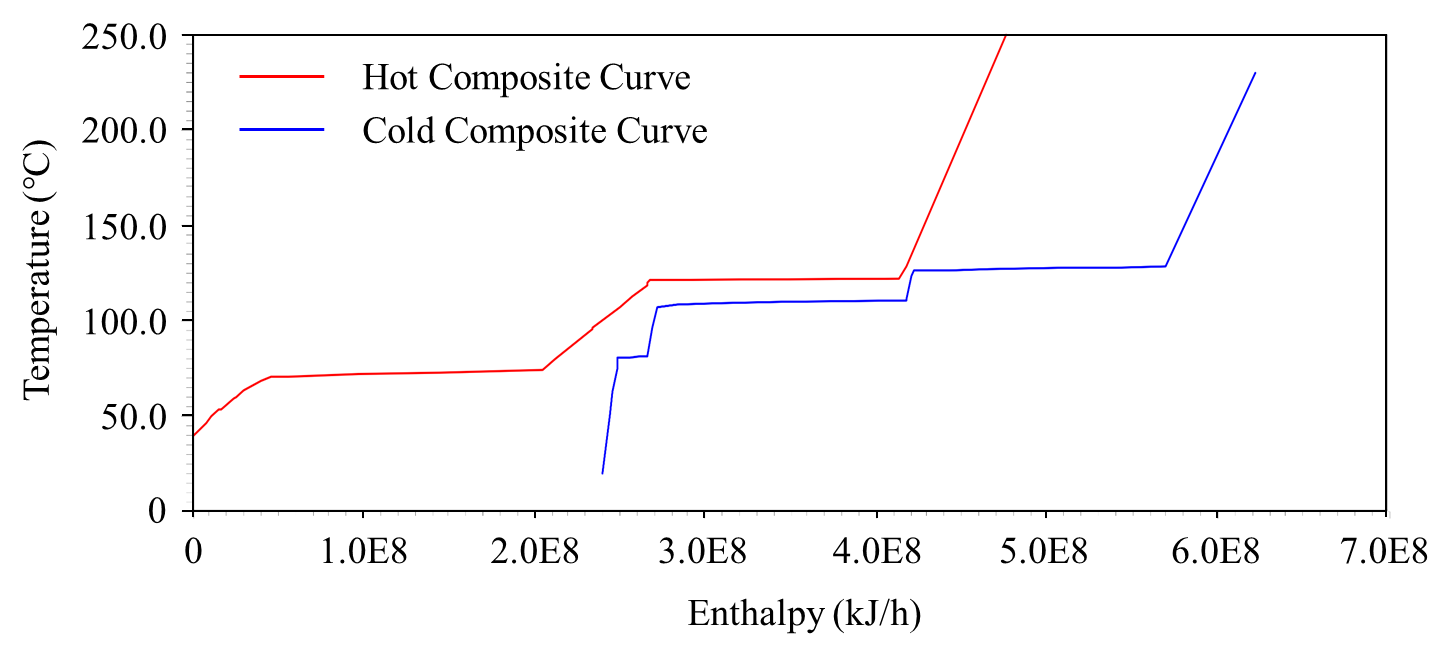 250.0
200.0
150.0
100.0
50.0
0
Temperature (°C)
Hot Composite Curve
Cold Composite Curve
0 1.0E8 2.0E8 3.0E8 4.0E8 5.0E8 6.0E8 7.0E8
Enthalpy (kJ/h)